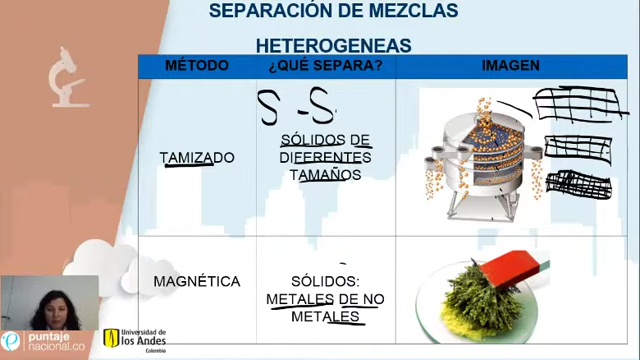 SEPARACIÓN DE MEZCLAS
HETEROGENEAS
MÉTODO ¿QUÉ SEPARA? IMAGEN
S - S
TAMIZADO
SÓLIDOS DE
DIFERENTES
TAMAÑOS
MAGNÉTICA
SÓLIDOS:
METALES DE NO
METALES
puntaje
nacional.co
Universidad de
los Andes
Colombia